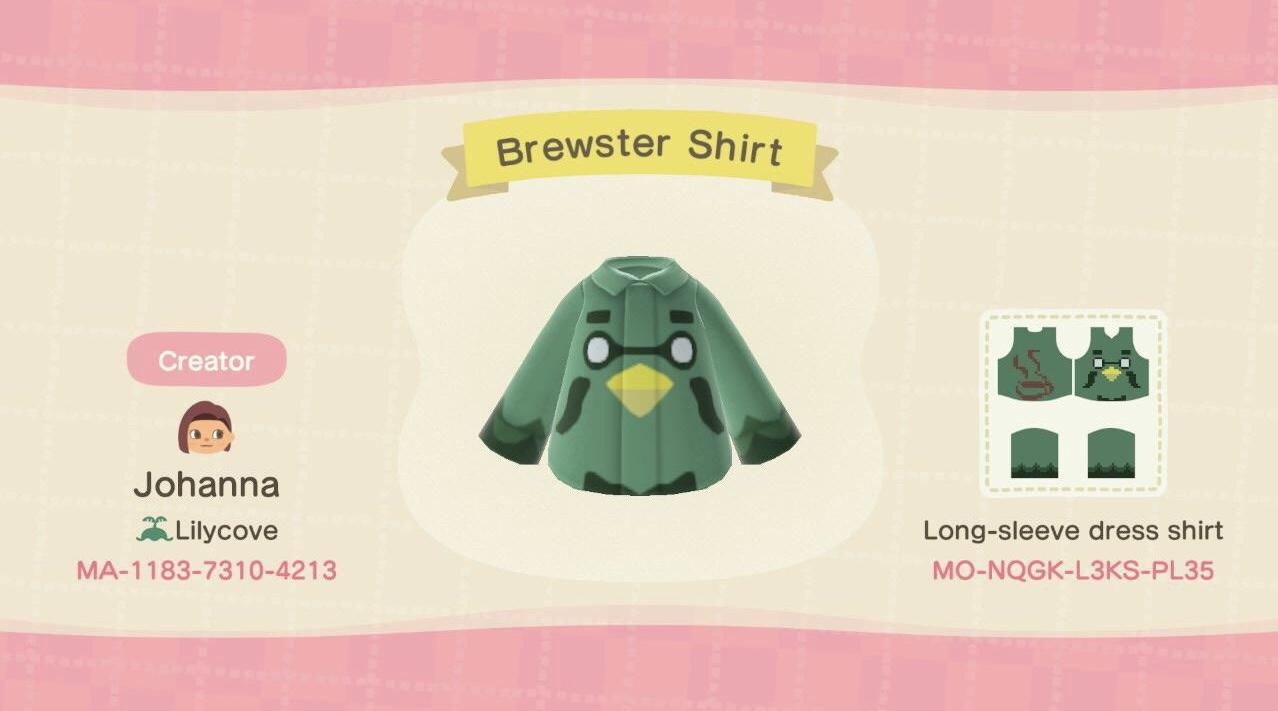 Brewster Shirt
Creator
Johanna
Lilycove
MA-1183-7310-4213
Long-sleeve dress shirt
MO-NQGK-L3KS-PL35